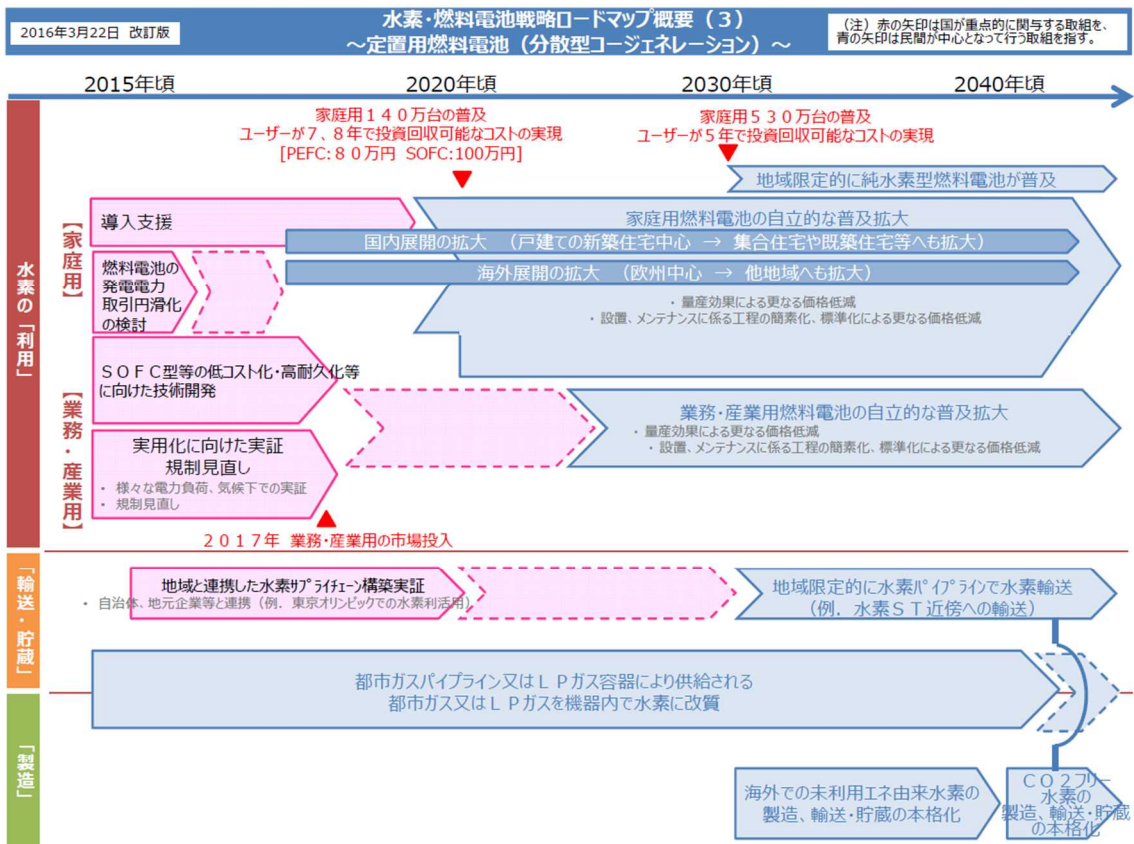 2016年3月22日 改訂版
水素・燃料電池戦略ロードマップ概要（3）
～定置用燃料電池（分散型コージェネレーション）～
（注）赤の矢印は国が重点的に関与する取組を、
青の矢印は民間が中心となって行う取組を指す。
2015年頃
2020年頃
2030年頃
2040年頃
家庭用１４０万台の普及
ユーザーが７、８年で投資回収可能なコストの実現
[PEFC：８０万円 SOFC：100万円]
家庭用５３０万台の普及
ユーザーが５年で投資回収可能なコストの実現
水素の「利用」
【家庭用】
地域限定的に純水素型燃料電池が普及
導入支援
家庭用燃料電池の自立的な普及拡大
国内展開の拡大 （戸建ての新築住宅中心 → 集合住宅や既築住宅等へも拡大）
燃料電池の
発電電力
取引円滑化
の検討
海外展開の拡大 （欧州中心 → 他地域へも拡大）
・ 量産効果による更なる価格低減
・ 設置、メンテナンスに係る工程の簡素化、標準化による更なる価格低減
【業務・産業用】
ＳＯＦＣ型等の低コスト化・高耐久化等
に向けた技術開発
業務・産業用燃料電池の自立的な普及拡大
・ 量産効果による更なる価格低減
・ 設置、メンテナンスに係る工程の簡素化、標準化による更なる価格低減
実用化に向けた実証
規制見直し
・ 様々な電力負荷、気候下での実証
・ 規制見直し
２０１７年 業務・産業用の市場投入
「輸送・貯蔵」
地域と連携した水素ｻﾌﾟﾗｲﾁｪｰﾝ構築実証
・ 自治体、地元企業等と連携（例．東京オリンピックでの水素利活用）
地域限定的に水素ﾊﾟｲﾌﾟﾗｲﾝで水素輸送
（例．水素ＳＴ近傍への輸送）
都市ガスパイプライン又はＬＰガス容器により供給される
都市ガス又はＬＰガスを機器内で水素に改質
「製造」
海外での未利用エネ由来水素の
製造、輸送・貯蔵の本格化
ＣＯ２フリー
水素の
製造、輸送・貯蔵
の本格化